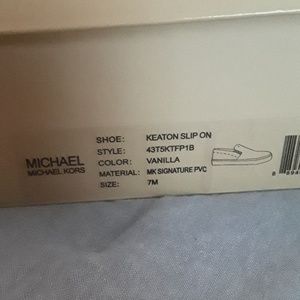 SHOE: KEATON SLIP ON
STYLE: 43T5KTFP1B
COLOR: VANILLA
MATERIAL: MK SIGNATURE PVC
SIZE: 7M
MICHAEL
MICHAEL KORS